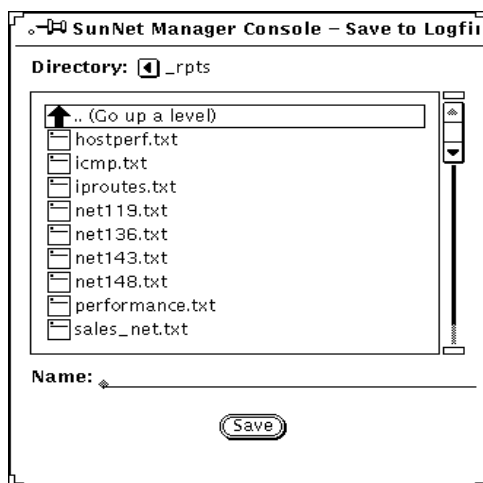 SunNet Manager Console – Save to Logfil
Directory: _rpts
.. (Go up a level)
hostperf.txt
icmp.txt
iproutes.txt
net119.txt
net136.txt
net143.txt
net148.txt
performance.txt
sales_net.txt
Name:
Save